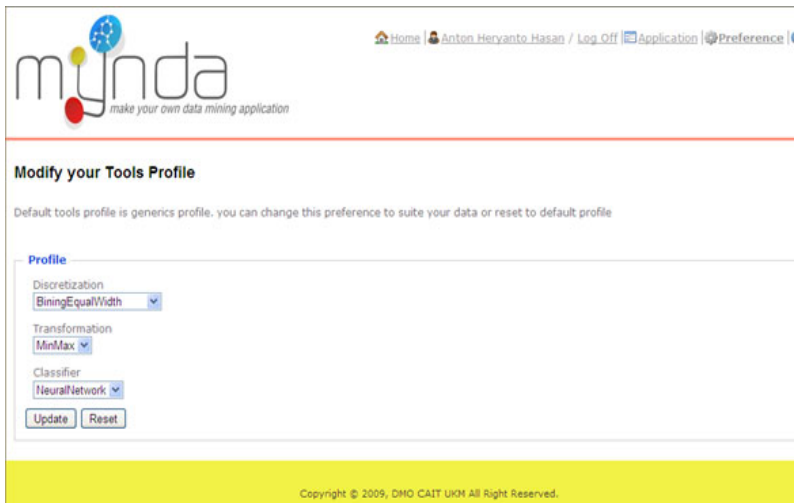 mynda
make your own data mining application
Home | Anton Heryanto Hasan / Log Off | Application | Preference |
Modify your Tools Profile
Default tools profile is generics profile. you can change this preference to suite your data or reset to default profile
Profile
Discretization
BiningEqualWidth
Transformation
MinMax
Classifier
NeuralNetwork
Update Reset
Copyright © 2009, DMO CAIT UKM All Right Reserved.